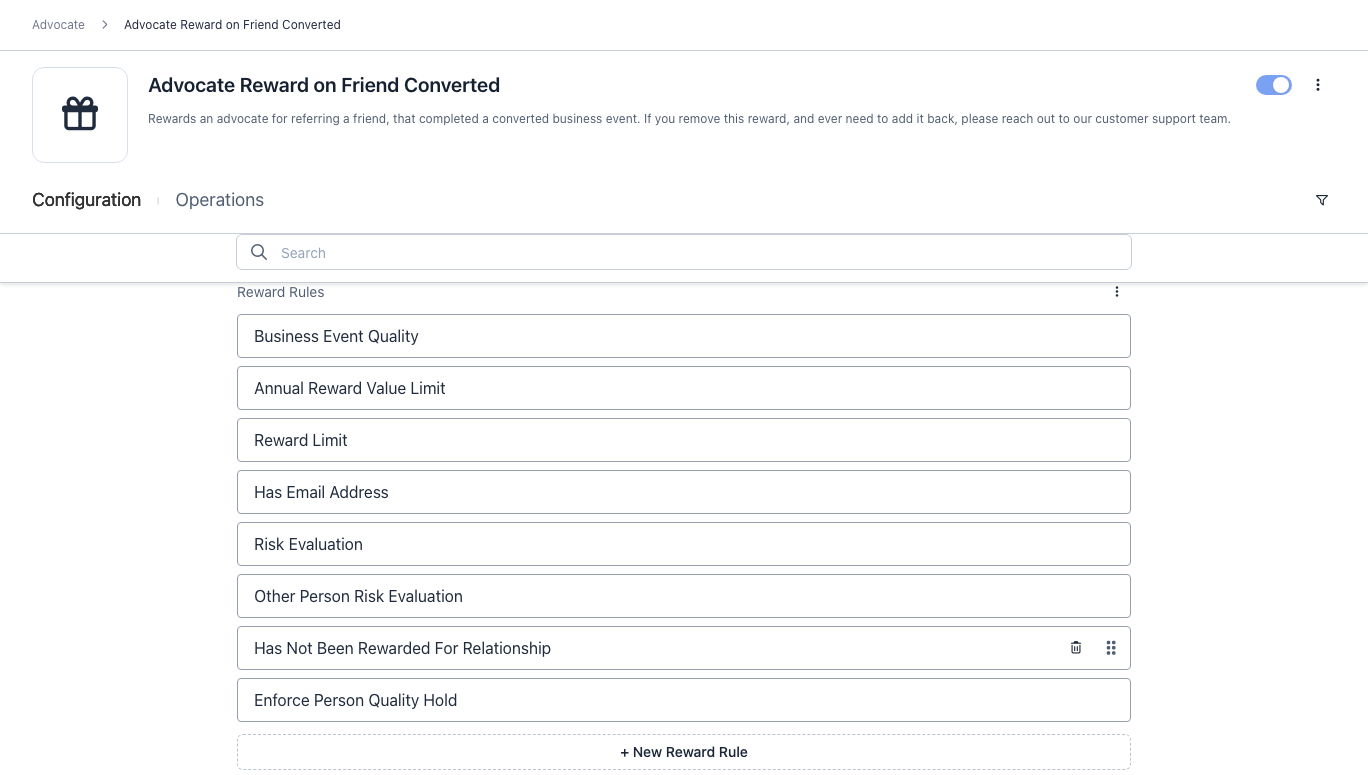 Advocate
Advocate Reward on Friend Converted
Advocate Reward on Friend Converted
Rewards an advocate for referring a friend, that completed a converted business event. If you remove this reward, and ever need to add it back, please reach out to our customer support team.
Configuration
Operations
Search
Reward Rules
Business Event Quality
Annual Reward Value Limit
Reward Limit
Has Email Address
Risk Evaluation
Other Person Risk Evaluation
Has Not Been Rewarded For Relationship
Enforce Person Quality Hold
+ New Reward Rule